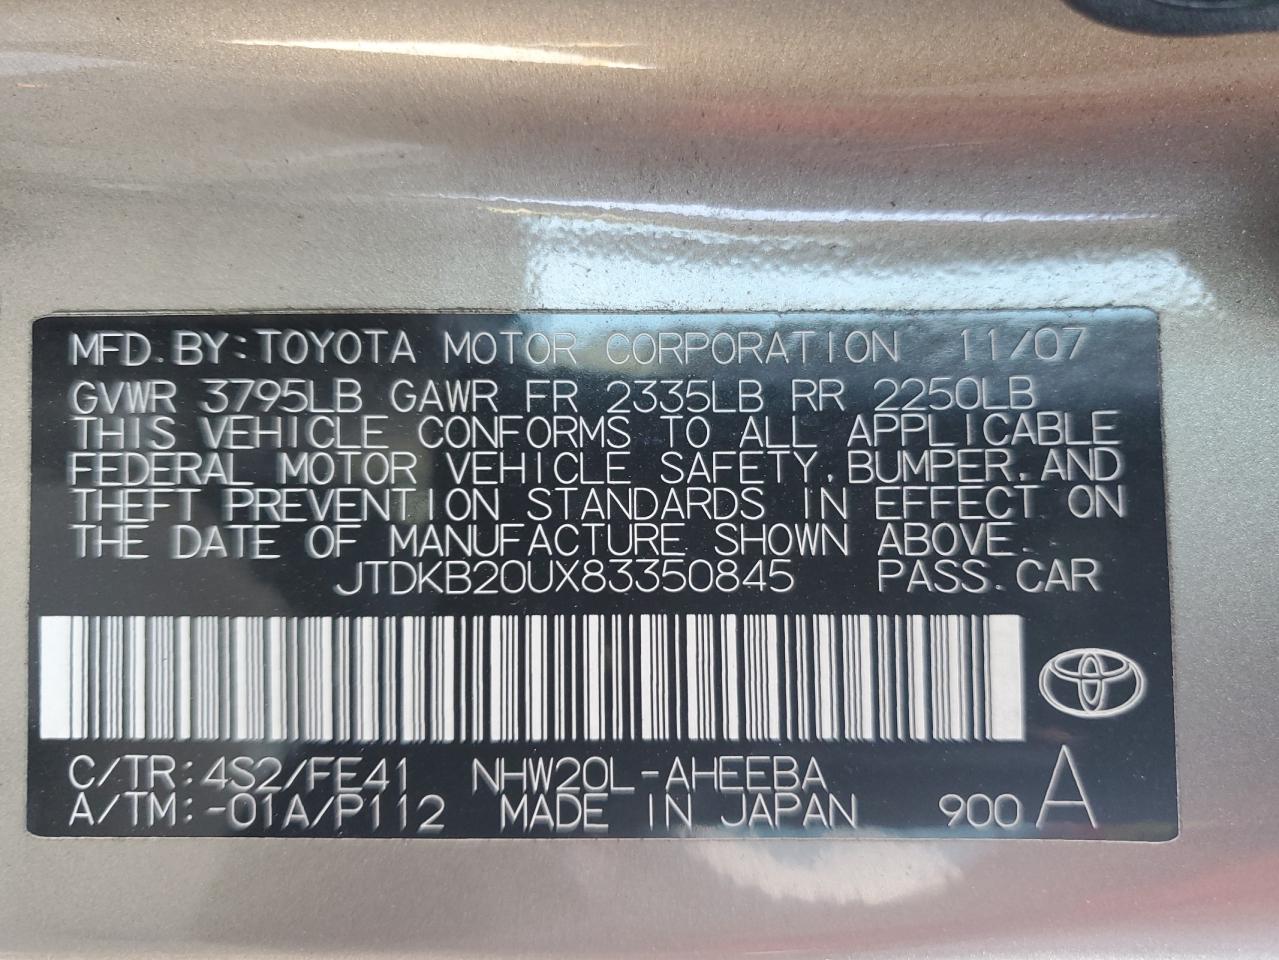 MFD. BY: TOYOTA MOTOR CORPORATION 11/07
GVWR 3795LB GAWR FR 2335LB RR 2250LB
THIS VEHICLE CONFORMS TO ALL APPLICABLE
FEDERAL MOTOR VEHICLE SAFETY, BUMPER, AND
THEFT PREVENTION STANDARDS IN EFFECT ON
THE DATE OF MANUFACTURE SHOWN ABOVE.
JTDKB20UX83350845 PASS. CAR
C/TR: 4S2/FE41 NHW20L-AHEEBA
A/TM: -01A/P112 MADE IN JAPAN 900 A